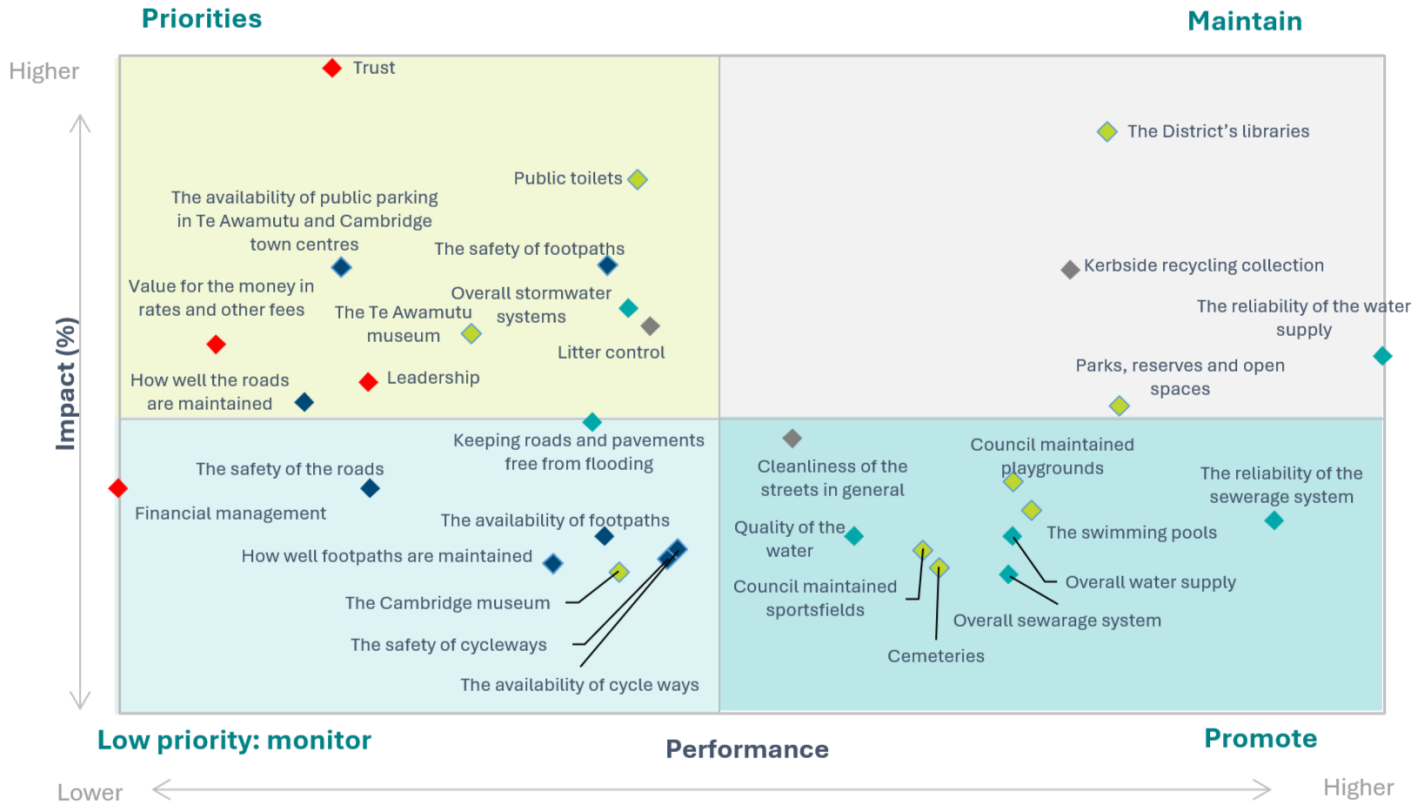 Priorities
Maintain
Higher
Trust
The District's libraries
Public toilets
The availability of public parking
in Te Awamutu and Cambridge
town centres
The safety of footpaths
Kerbside recycling collection
Value for the money in
rates and other fees
Overall stormwater
systems
The reliability of the water
supply
The Te Awamutu
museum
Litter control
Leadership
Parks, reserves and open
spaces
How well the roads
are maintained
Impact (%)
Keeping roads and pavements
free from flooding
Council maintained
playgrounds
The safety of the roads
Cleanliness of the
streets in general
The reliability of the
sewerage system
Financial management
The availability of footpaths
Quality of the
water
The swimming pools
How well footpaths are maintained
Council maintained
sportsfields
Overall water supply
The Cambridge museum
Overall sewarage system
The safety of cycleways
Cemeteries
The availability of cycle ways
Low priority: monitor
Performance
Promote
Lower
Higher